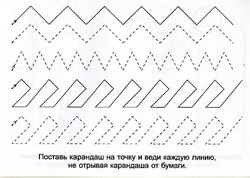 Поставь карандаш на точку и веди каждую линию,
не отрывая карандаша от бумаги.